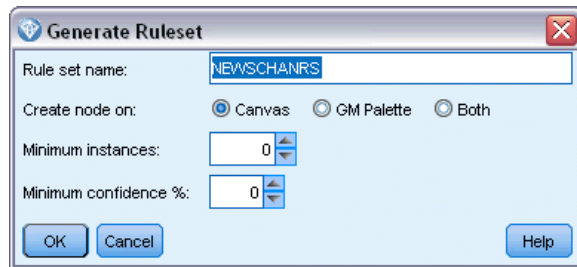 Generate Ruleset
Rule set name: NEWSCHANRS
Create node on: Canvas GM Palette Both
Minimum instances: 0
Minimum confidence %: 0
OK Cancel Help